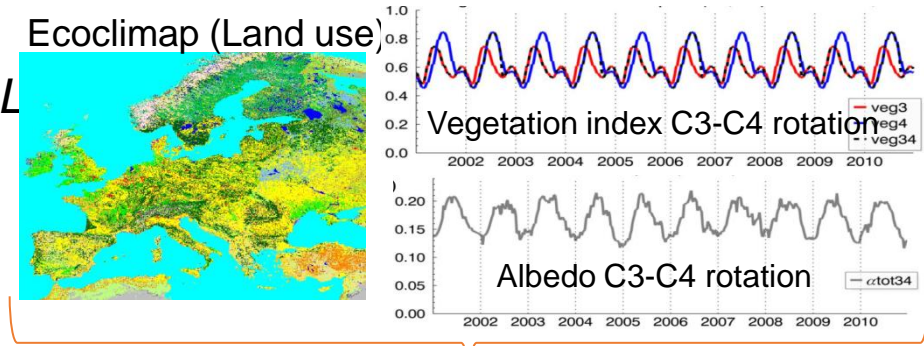 Ecoclimap (Land use)
L
1.0
0.8
0.6
0.4
0.2
0.0
Vegetation index C3-C4 rotation
veg3
veg4
veg34
2002 2003 2004 2005 2006 2007 2008 2009 2010
0.20
0.15
0.10
0.05
0.00
Albedo C3-C4 rotation
αtot34
2002 2003 2004 2005 2006 2007 2008 2009 2010